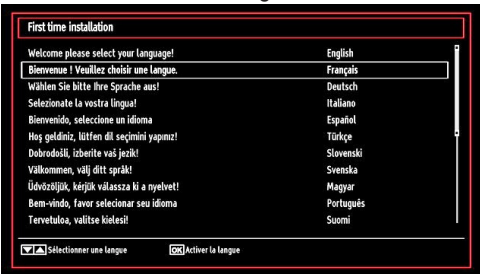 First time installation
Welcome please select your language! English
Bienvenue ! Veuillez choisir une langue. Français
Wählen Sie bitte Ihre Sprache aus! Deutsch
Selezionate la vostra lingua! Italiano
Bienvenido, seleccione un idioma Español
Hoş geldiniz, lütfen dil seçimini yapınız! Türkçe
Dobrodošli, izberite vaš jezik! Slovenski
Välkommen, välj ditt språk! Svenska
Üdvözöljük, kérjük válassza ki a nyelvet! Magyar
Bem-vindo, favor selecionar seu idioma Português
Tervetuloa, valitse kielesi! Suomi
Sélectionner une langue OK Activer la langue